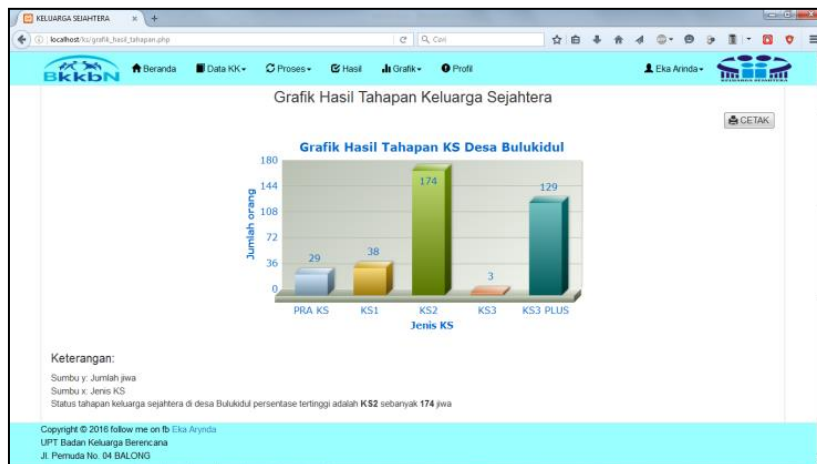 KELUARGA SEJAHTERA
localhost/ks/grafik_hasil_tahapan.php
Cari
BKKbN
Beranda
Data KK
Proses
Hasil
Grafik
Profil
Eka Arinda
KELUARGA SEJAHTERA
Grafik Hasil Tahapan Keluarga Sejahtera
CETAK
Grafik Hasil Tahapan KS Desa Bulukidul
180
144
108
72
36
0
Jumlah orang
29
38
174
3
129
PRA KS
KS1
KS2
KS3
KS3 PLUS
Jenis KS
Keterangan:
Sumbu y: Jumlah jiwa
Sumbu x: Jenis KS
Status tahapan keluarga sejahtera di desa Bulukidul persentase tertinggi adalah KS2 sebanyak 174 jiwa
Copyright © 2016 follow me on fb Eka Arynda
UPT Badan Keluarga Berencana
Jl. Pemuda No. 04 BALONG